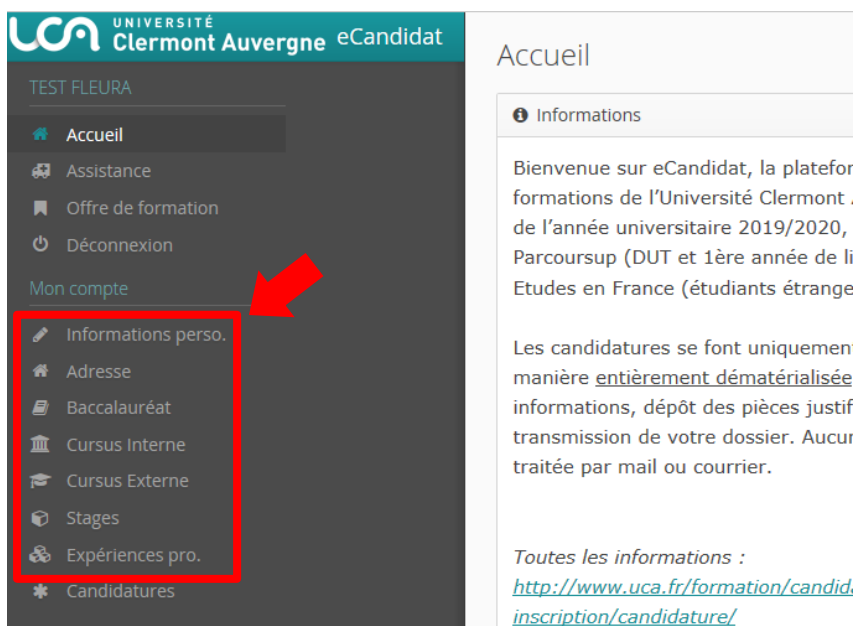 UCA UNIVERSITÉ
Clermont Auvergne eCandidat
TEST FLEURA
Accueil
Assistance
Offre de formation
Déconnexion
Mon compte
Informations perso.
Adresse
Baccalauréat
Cursus Interne
Cursus Externe
Stages
Expériences pro.
Candidatures
Accueil
Informations
Bienvenue sur eCandidat, la platefor
formations de l’Université Clermont
de l’année universitaire 2019/2020,
Parcoursup (DUT et 1ère année de li
Etudes en France (étudiants étrange
Les candidatures se font uniquement
manière entièrement dématérialisée
informations, dépôt des pièces justif
transmission de votre dossier. Aucun
traitée par mail ou courrier.
Toutes les informations :
http://www.uca.fr/formation/candida
inscription/candidature/